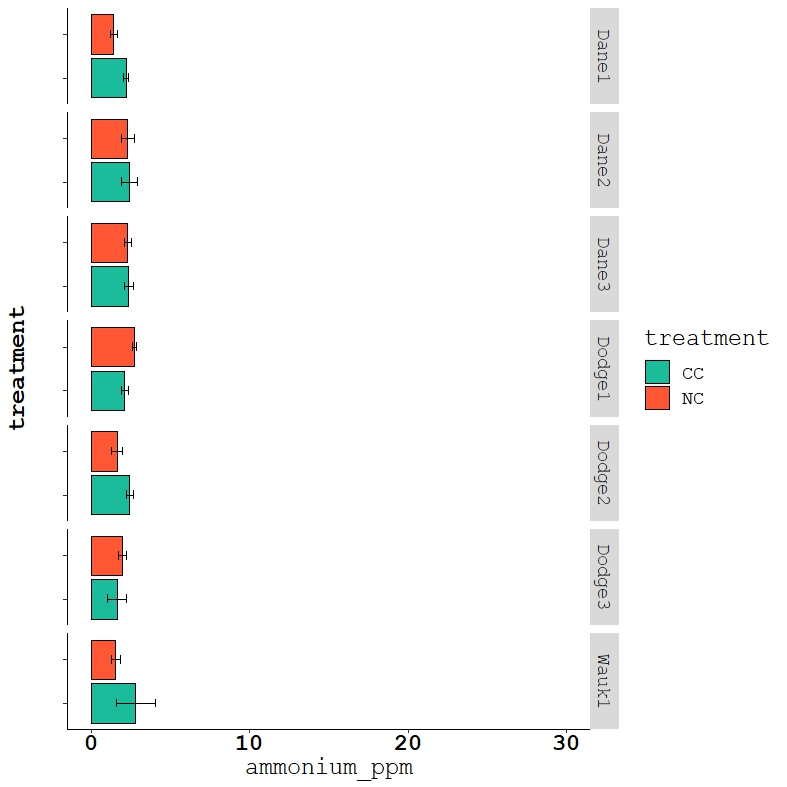 treatment
Dane1
Dane2
Dane3
Dodge1
Dodge2
Dodge3
Wauk1
0 10 20 30
ammonium_ppm
treatment
CC
NC